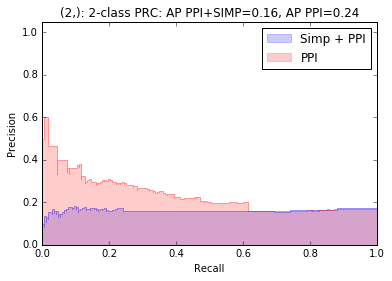 (2,): 2-class PRC: AP PPI+SIMP=0.16, AP PPI=0.24
Simp + PPI
PPI
Precision
1.0
0.8
0.6
0.4
0.2
0.0
0.0 0.2 0.4 0.6 0.8 1.0
Recall